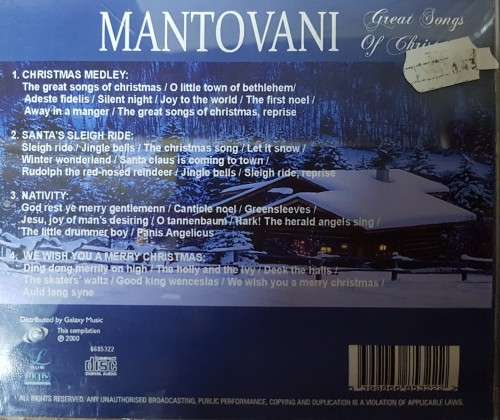 MANTOVANI
Great Songs
Of
1. CHRISTMAS MEDLEY:
The great songs of christmas / O little town of bethlehem/
Adeste fidelis / Silent night / Joy to the world / The first noel /
Away in a manger / The great songs of christmas, reprise
2. SANTA'S SLEIGH RIDE:
Sleigh ride / Jingle bells / The christmas song / Let it snow /
Winter wonderland / Santa claus is coming to town /
Rudolph the red-nosed reindeer / Jingle bells / Sleigh ride, reprise
3. NATIVITY:
God rest ye merry gentlemenn / Canticle noel / Greensleeves /
Jesu, joy of man's desiring / O tannenbaum / Hark! The herald angels sing /
The little drummer boy / Panis Angelicus
4. WE WISH YOU A MERRY CHRISTMAS:
Ding dong merrily on high / The holly and the ivy / Deck the halls /
The skaters' waltz / Good king wenceslas / We wish you a merry christmas /
Auld lang syne
Distributed by Galaxy Music
This compilation
℗ 2000
6685322
COMPACT
disc
DIGITAL AUDIO
ALL RIGHTS RESERVED. ANY UNAUTHORISED BROADCASTING, PUBLIC PERFORMANCE, COPYING AND DUPLICATION IS A VIOLATION OF APPLICABLE LAWS.